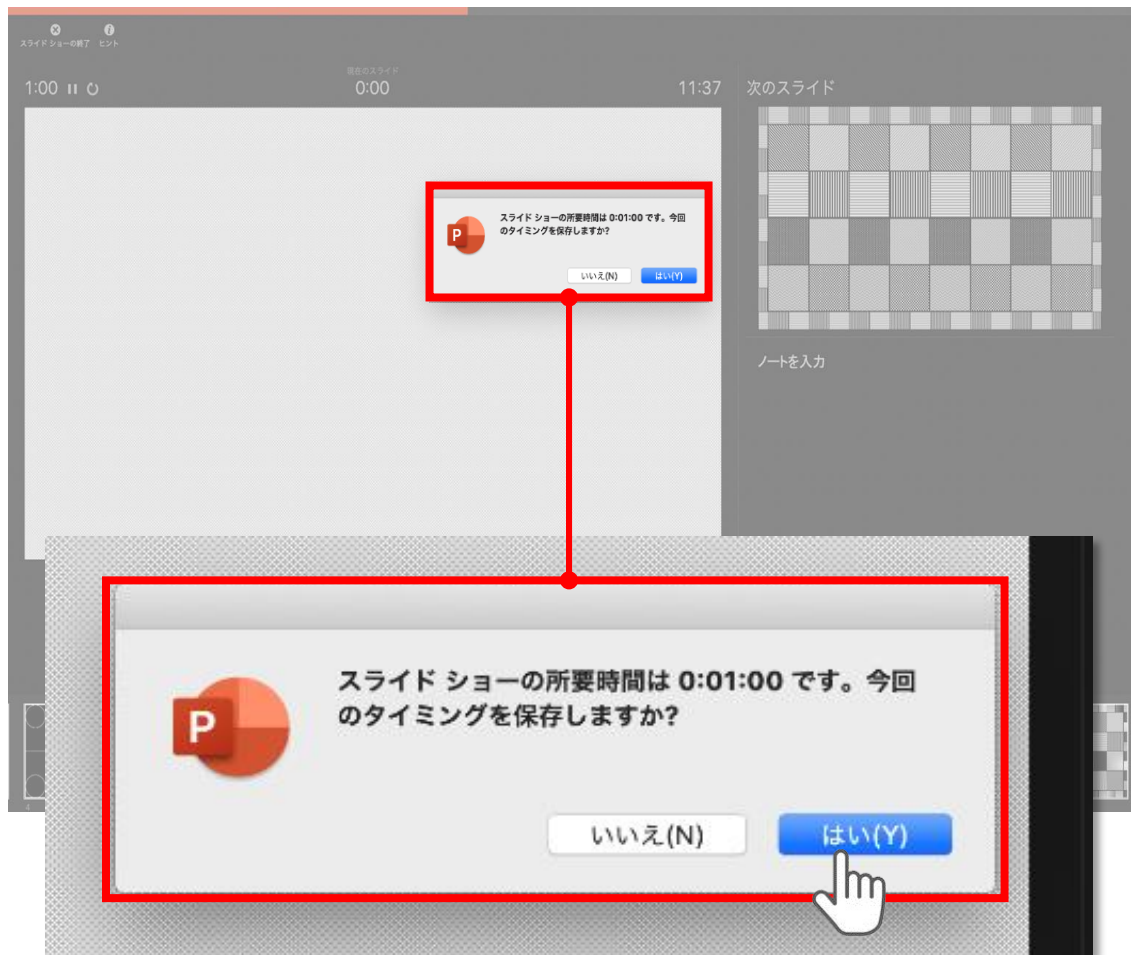 スライド ショーの終了 ヒント
現在のスライド
1:00 0:00 11:37 次のスライド
スライド ショーの所要時間は 0:01:00 です。今回
のタイミングを保存しますか?
P
いいえ(N) はい(Y)
ノートを入力
スライド ショーの所要時間は 0:01:00 です。今回
のタイミングを保存しますか?
P
いいえ(N) はい(Y)